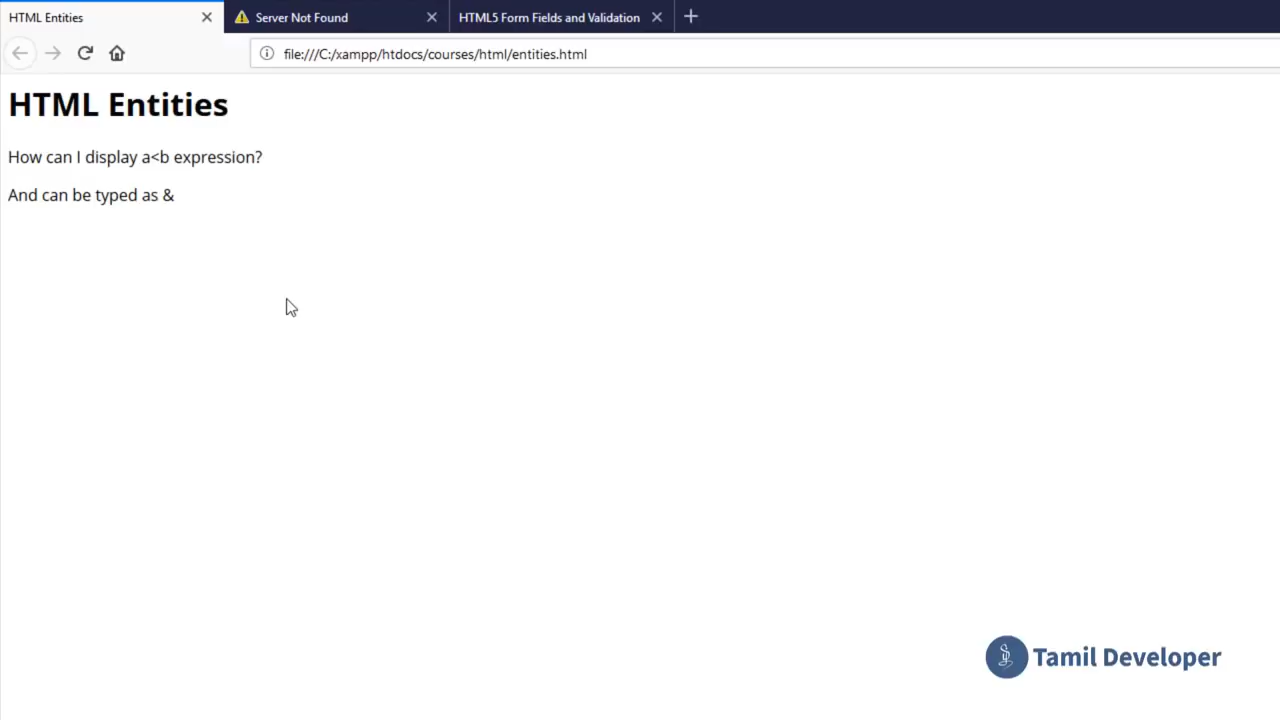 HTML Entities
Server Not Found
HTML5 Form Fields and Validation
file:///C:/xampp/htdocs/courses/html/entities.html
HTML Entities
How can I display a<b expression?
And can be typed as &
Tamil Developer